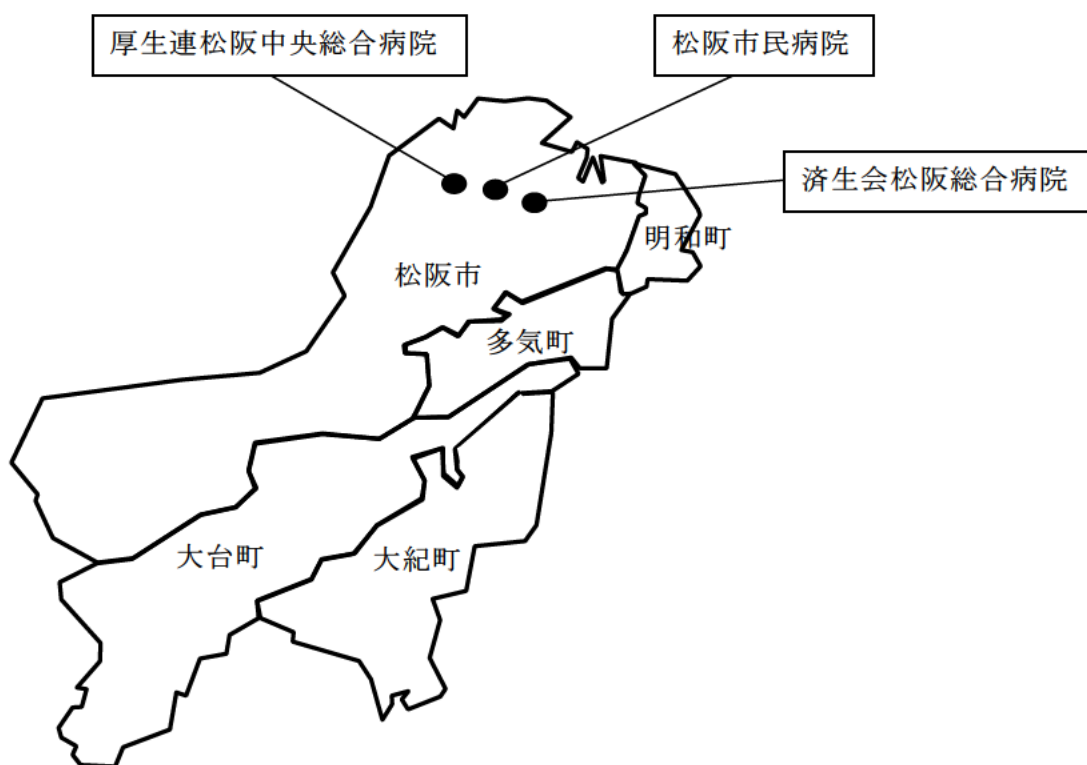 厚生連松阪中央総合病院
松阪市民病院
済生会松阪総合病院
明和町
松阪市
多気町
大台町
大紀町